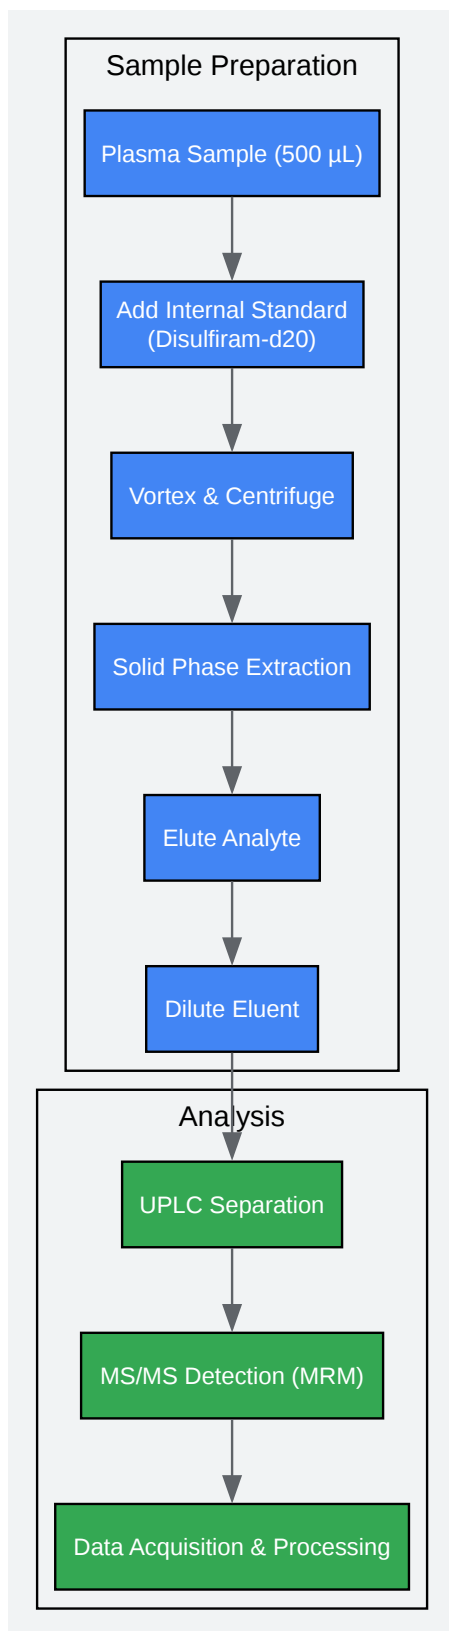 Sample Preparation
Plasma Sample (500 µL)
Add Internal Standard
(Disulfiram-d20)
Vortex & Centrifuge
Solid Phase Extraction
Elute Analyte
Dilute Eluent
Analysis
UPLC Separation
MS/MS Detection (MRM)
Data Acquisition & Processing